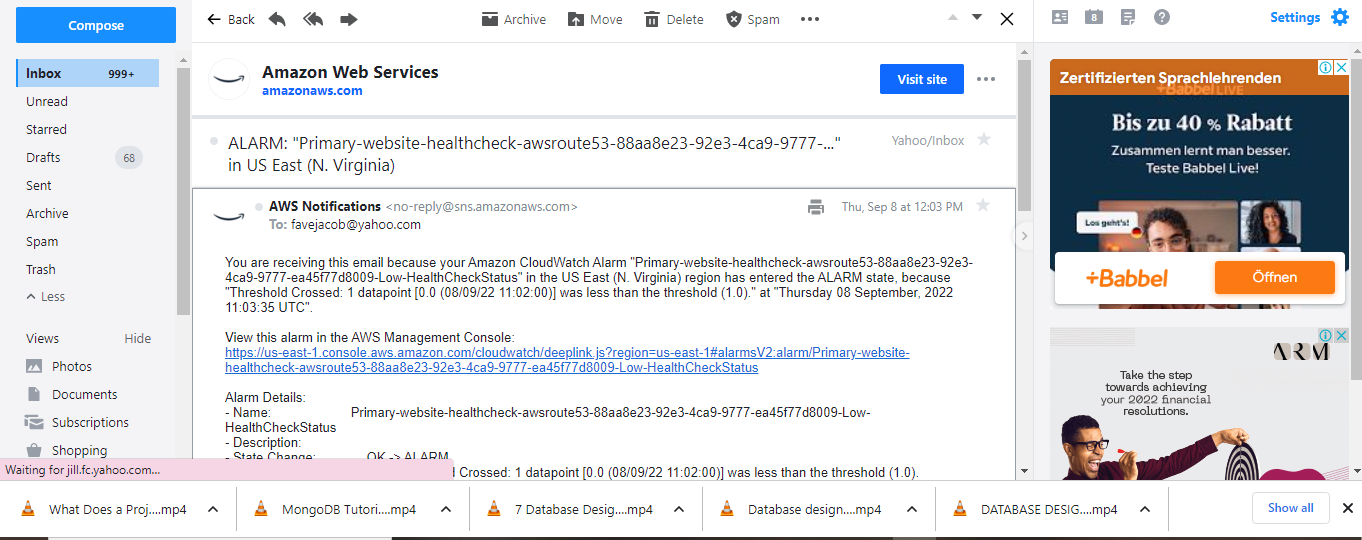 Compose
Back
Archive
Move
Delete
Spam
8
Settings
Inbox 999+
Unread
Starred
Drafts 68
Sent
Archive
Spam
Trash
Less
Views Hide
Photos
Documents
Subscriptions
Shopping
Waiting for jill.fc.yahoo.com...
Amazon Web Services
amazonaws.com
Visit site
ALARM: "Primary-website-healthcheck-awsroute53-88aa8e23-92e3-4ca9-9777-..."
in US East (N. Virginia)
Yahoo/Inbox
AWS Notifications <no-reply@sns.amazonaws.com>
Thu, Sep 8 at 12:03 PM
To: favejacob@yahoo.com
You are receiving this email because your Amazon CloudWatch Alarm "Primary-website-healthcheck-awsroute53-88aa8e23-92e3-
4ca9-9777-ea45f77d8009-Low-HealthCheckStatus" in the US East (N. Virginia) region has entered the ALARM state, because
"Threshold Crossed: 1 datapoint [0.0 (08/09/22 11:02:00)] was less than the threshold (1.0)." at "Thursday 08 September, 2022
11:03:35 UTC".
View this alarm in the AWS Management Console:
https://us-east-1.console.aws.amazon.com/cloudwatch/deeplink.js?region=us-east-1#alarmsV2:alarm/Primary-website-
healthcheck-awsroute53-88aa8e23-92e3-4ca9-9777-ea45f77d8009-Low-HealthCheckStatus
Alarm Details:
- Name: Primary-website-healthcheck-awsroute53-88aa8e23-92e3-4ca9-9777-ea45f77d8009-Low-
HealthCheckStatus
- Description:
- State Change: OK -> ALARM
d Crossed: 1 datapoint [0.0 (08/09/22 11:02:00)] was less than the threshold (1.0).
Zertifizierten Sprachlehrenden
+Babbel LIVE
Bis zu 40 % Rabatt
Zusammen lernt man besser.
Teste Babbel Live!
Los geht's!
+Babbel
Öffnen
ARM
Take the step
towards achieving
your 2022 financial
resolutions.
What Does a Proj....mp4
MongoDB Tutori....mp4
7 Database Desig....mp4
Database design....mp4
DATABASE DESIG....mp4
Show all